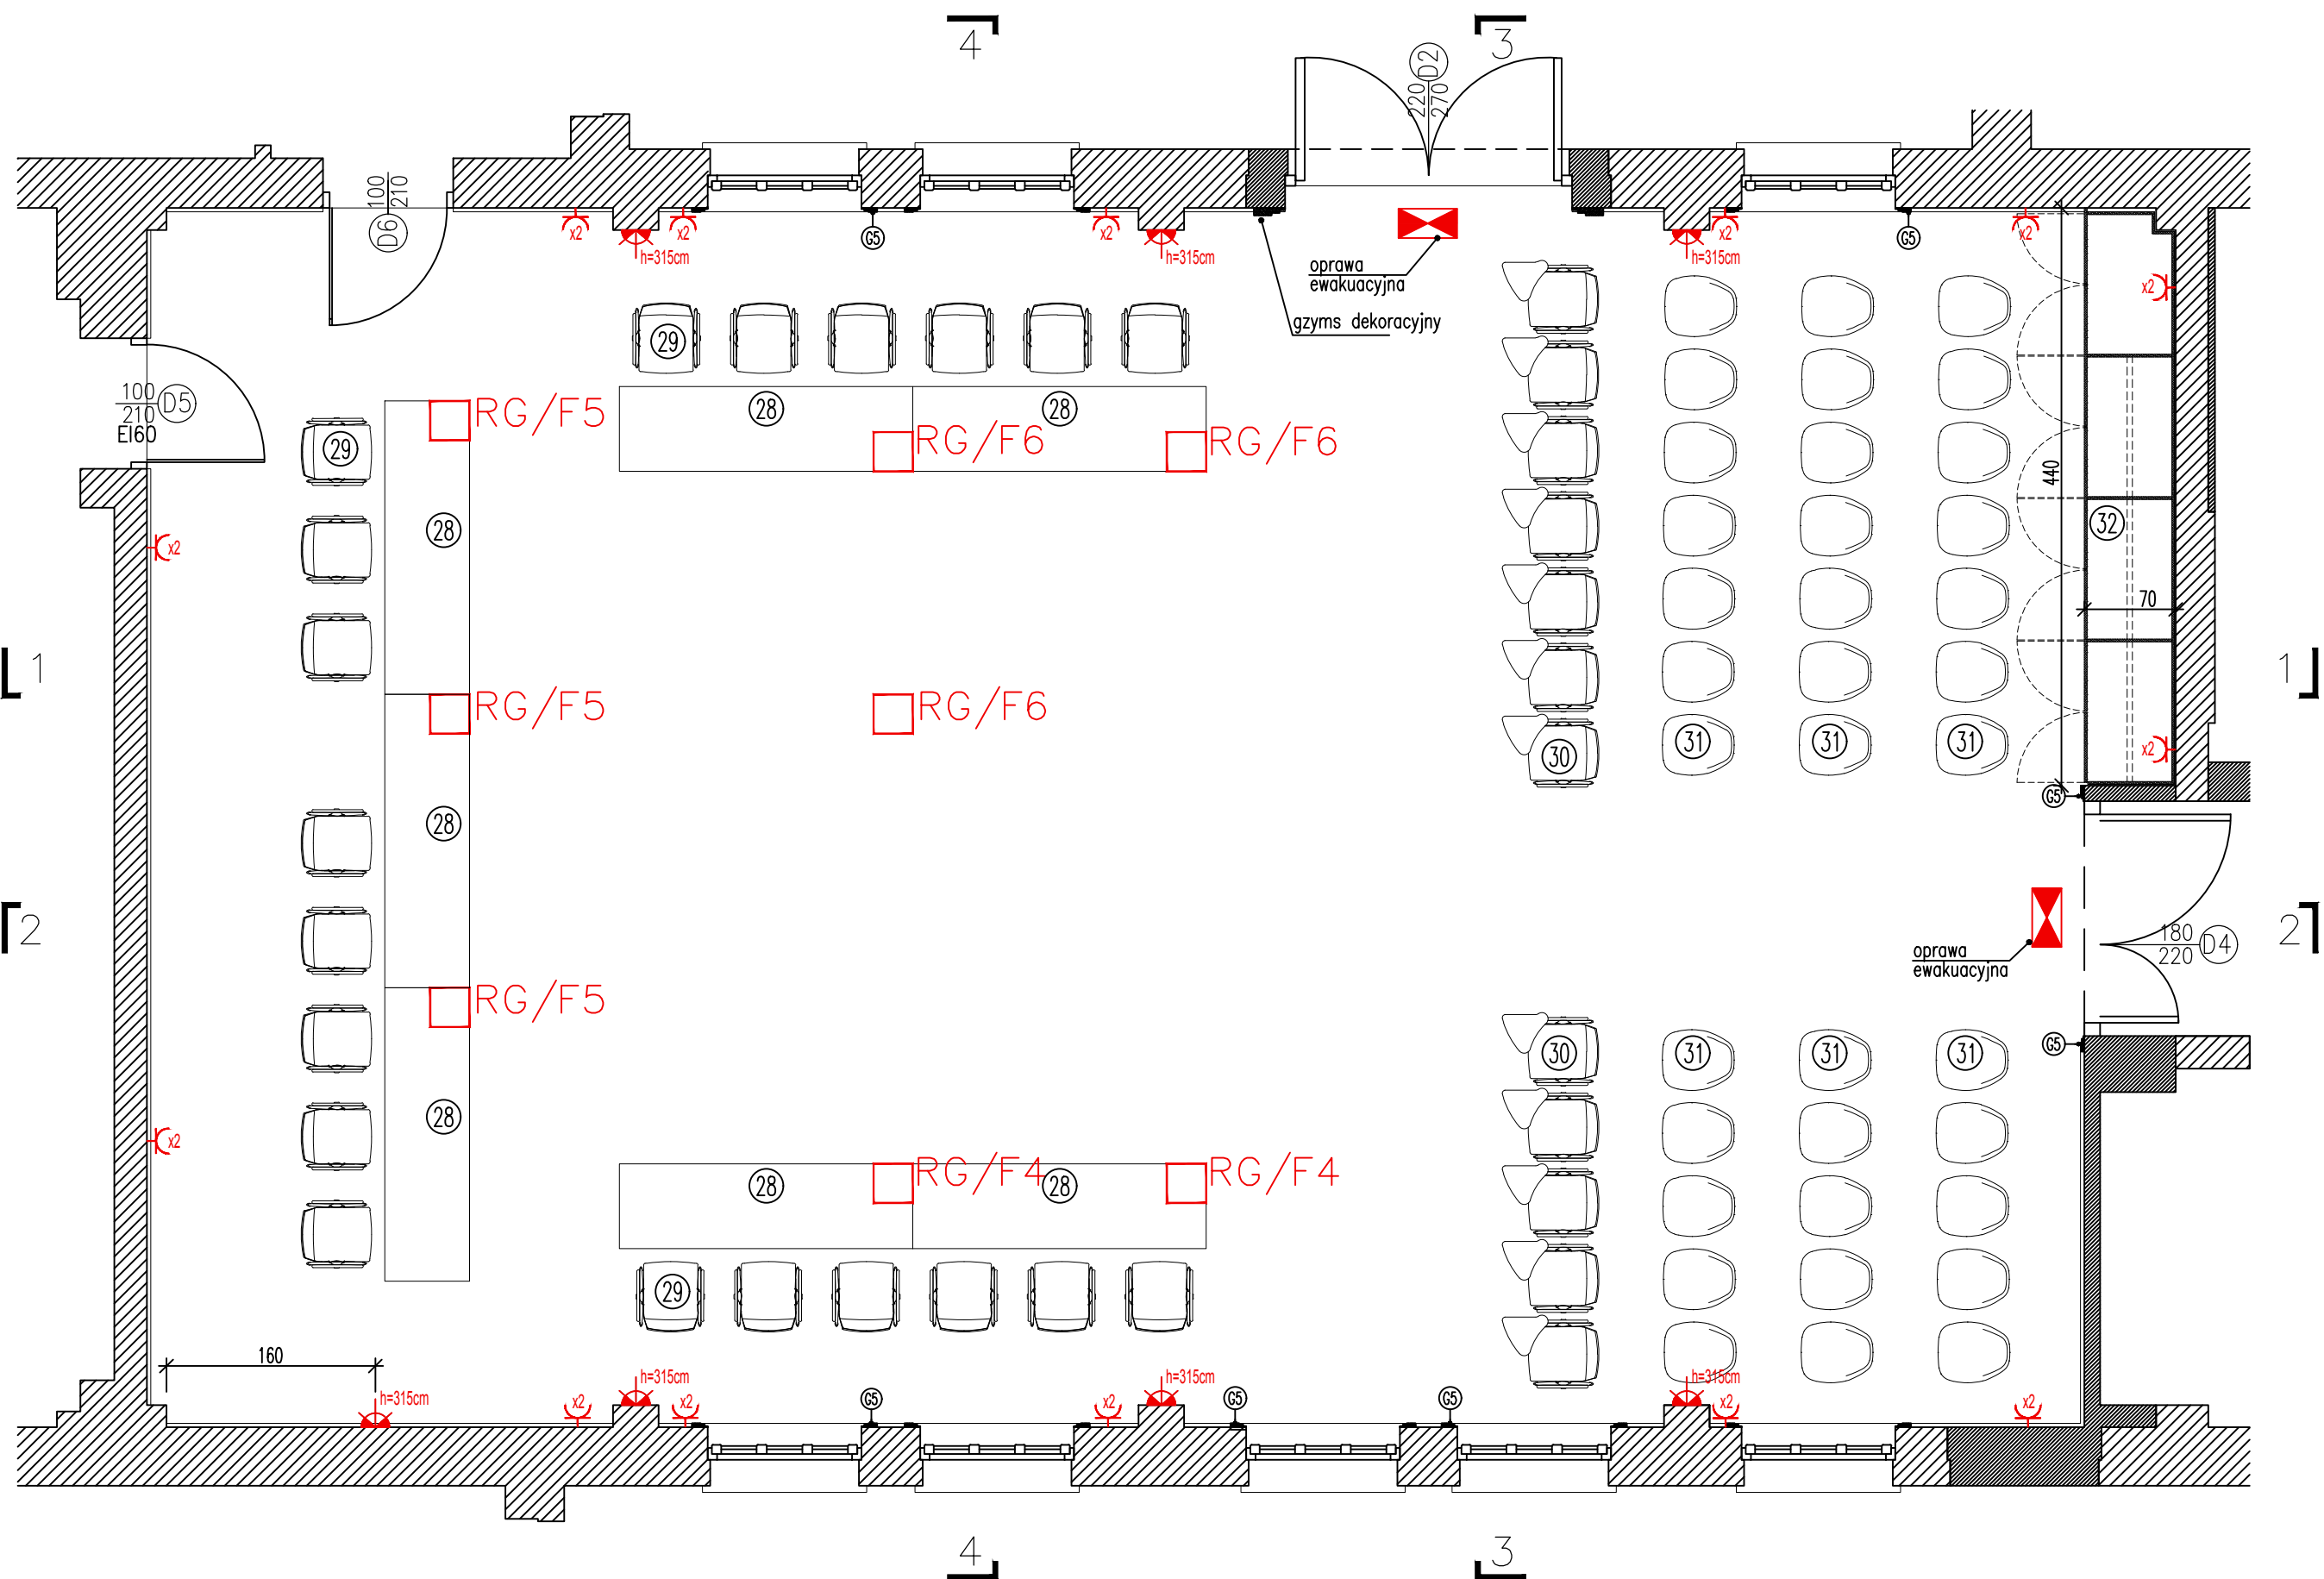 4
3
D2
220
270
100
210
D6
x2
x2
x2
x2
x2
h=315cm
h=315cm
h=315cm
G5
G5
oprawa
ewakuacyjna
gzyms dekoracyjny
x2
29
100
210
EI60
D5
28
28
RG/F5
RG/F6
RG/F6
29
28
440
32
x2
70
1
1
RG/F5
RG/F6
30
31
31
31
x2
G5
28
2
2
180
220
D4
oprawa
ewakuacyjna
RG/F5
30
31
31
31
G5
28
x2
28
RG/F4
28
RG/F4
29
160
h=315cm
h=315cm
h=315cm
h=315cm
x2
x2
x2
x2
x2
G5
G5
G5
4
3